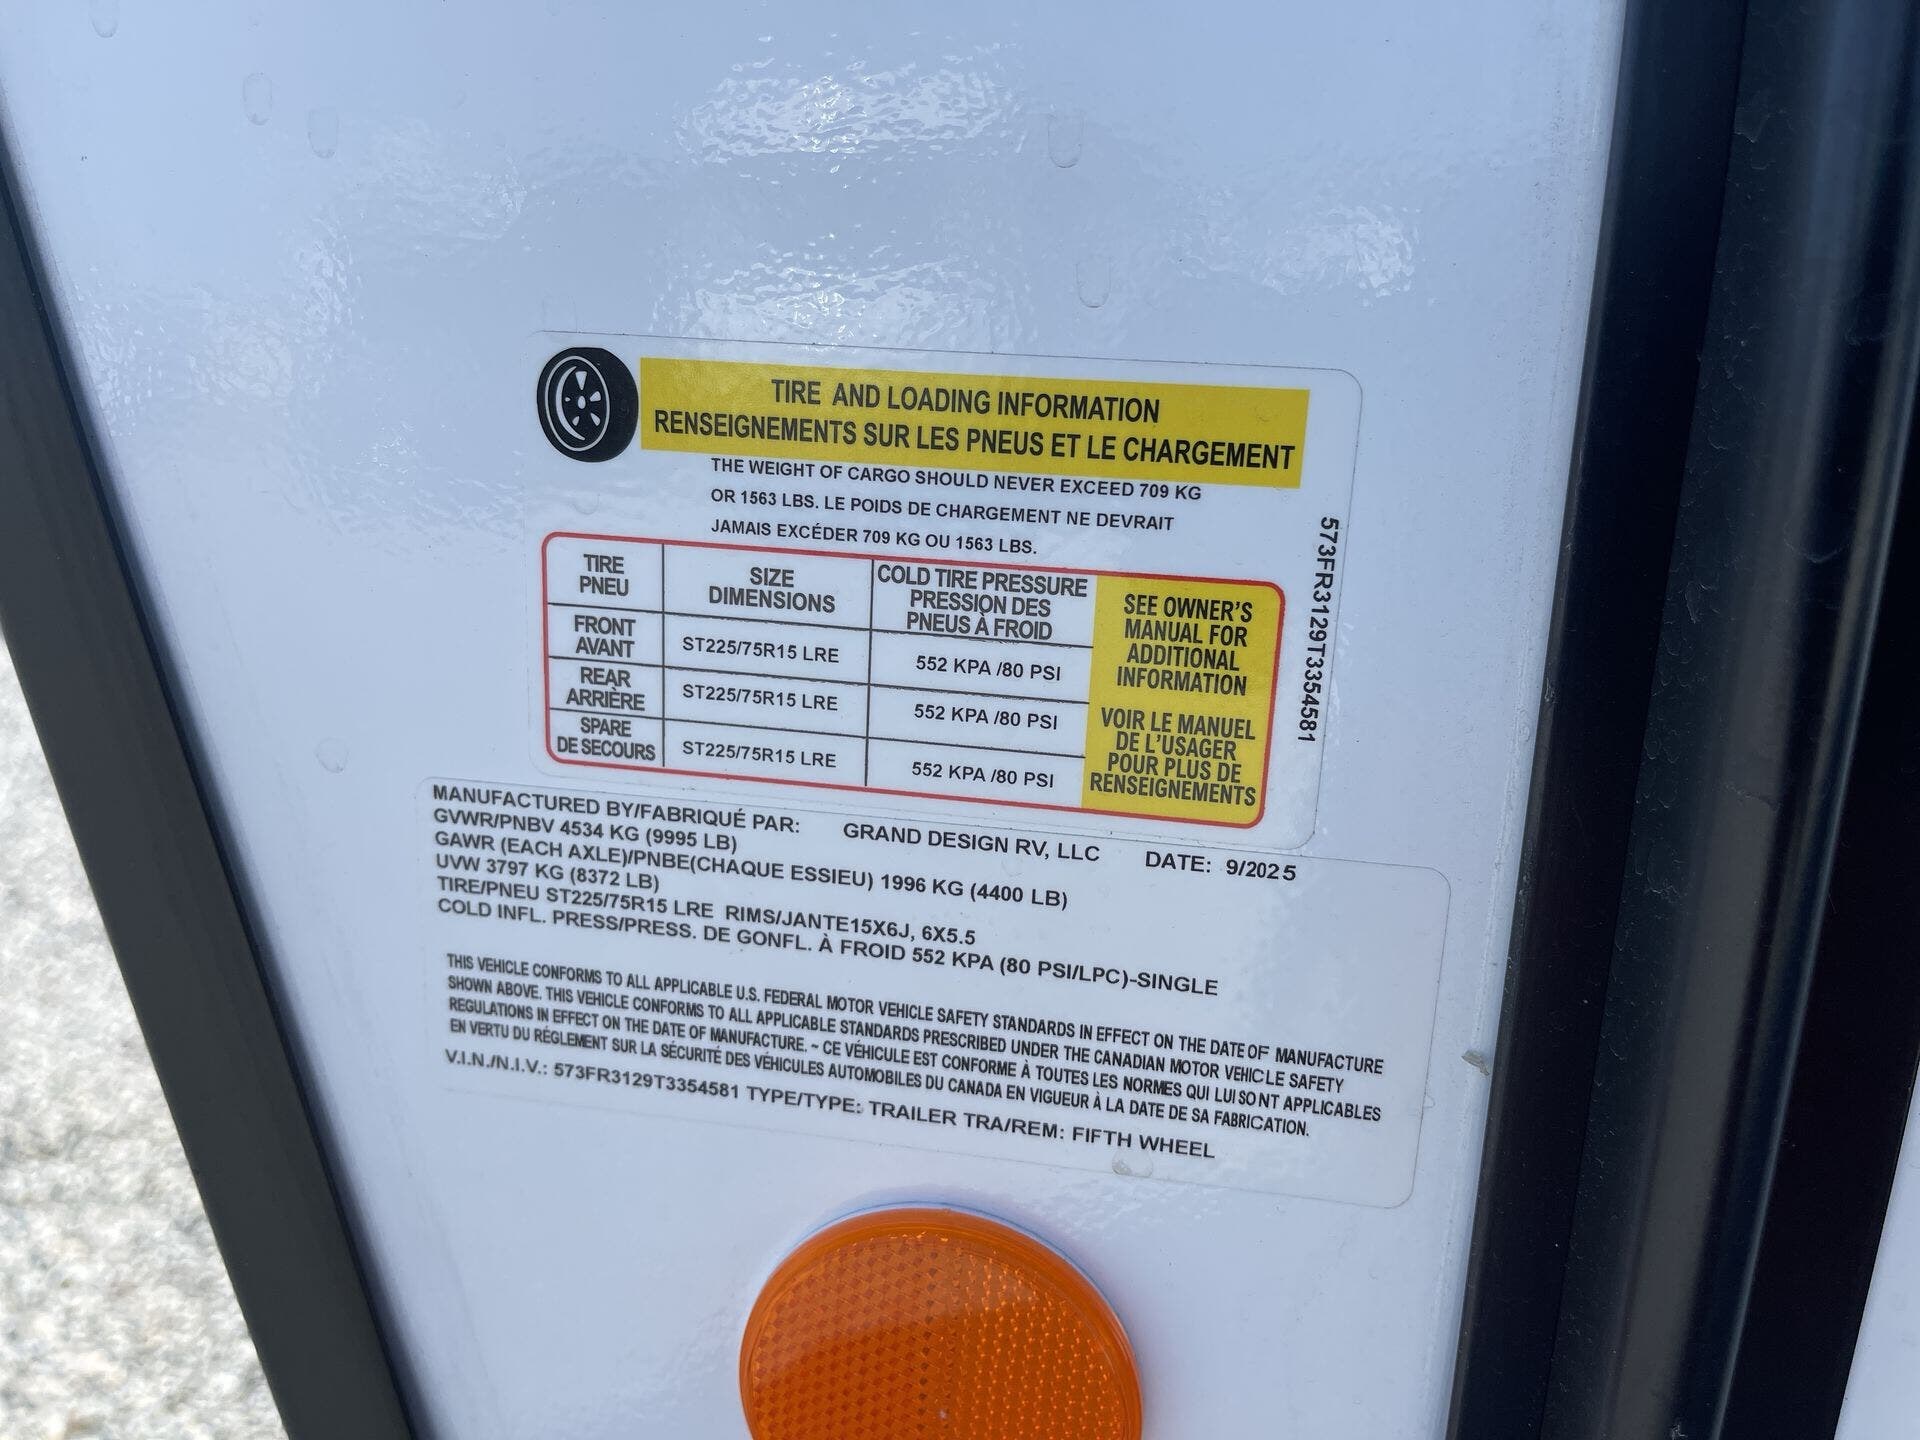 TIRE AND LOADING INFORMATION
RENSEIGNEMENTS SUR LES PNEUS ET LE CHARGEMENT
THE WEIGHT OF CARGO SHOULD NEVER EXCEED 709 KG
OR 1563 LBS. LE POIDS DE CHARGEMENT NE DEVRAIT
JAMAIS EXCÉDER 709 KG OU 1563 LBS.
TIRE
PNEU
SIZE
DIMENSIONS
COLD TIRE PRESSURE
PRESSION DES
PNEUS À FROID
FRONT
AVANT
ST225/75R15 LRE
552 KPA /80 PSI
REAR
ARRIÈRE
ST225/75R15 LRE
552 KPA /80 PSI
SPARE
DE SECOURS
ST225/75R15 LRE
552 KPA /80 PSI
SEE OWNER'S
MANUAL FOR
ADDITIONAL
INFORMATION
VOIR LE MANUEL
DE L'USAGER
POUR PLUS DE
RENSEIGNEMENTS
573FR3129T3354581
MANUFACTURED BY/FABRIQUÉ PAR: GRAND DESIGN RV, LLC DATE: 9/2025
GVWR/PNBV 4534 KG (9995 LB)
GAWR (EACH AXLE)/PNBE(CHAQUE ESSIEU) 1996 KG (4400 LB)
UVW 3797 KG (8372 LB)
TIRE/PNEU ST225/75R15 LRE RIMS/JANTE15X6J, 6X5.5
COLD INFL. PRESS/PRESS. DE GONFL. À FROID 552 KPA (80 PSI/LPC)-SINGLE
THIS VEHICLE CONFORMS TO ALL APPLICABLE U.S. FEDERAL MOTOR VEHICLE SAFETY STANDARDS IN EFFECT ON THE DATE OF MANUFACTURE
SHOWN ABOVE. THIS VEHICLE CONFORMS TO ALL APPLICABLE STANDARDS PRESCRIBED UNDER THE CANADIAN MOTOR VEHICLE SAFETY
REGULATIONS IN EFFECT ON THE DATE OF MANUFACTURE. ~ CE VÉHICULE EST CONFORME À TOUTES LES NORMES QUI LUI SONT APPLICABLES
EN VERTU DU RÉGLEMENT SUR LA SÉCURITÉ DES VÉHICULES AUTOMOBILES DU CANADA EN VIGUEUR À LA DATE DE SA FABRICATION.
V.I.N./N.I.V.: 573FR3129T3354581 TYPE/TYPE: TRAILER TRA/REM: FIFTH WHEEL